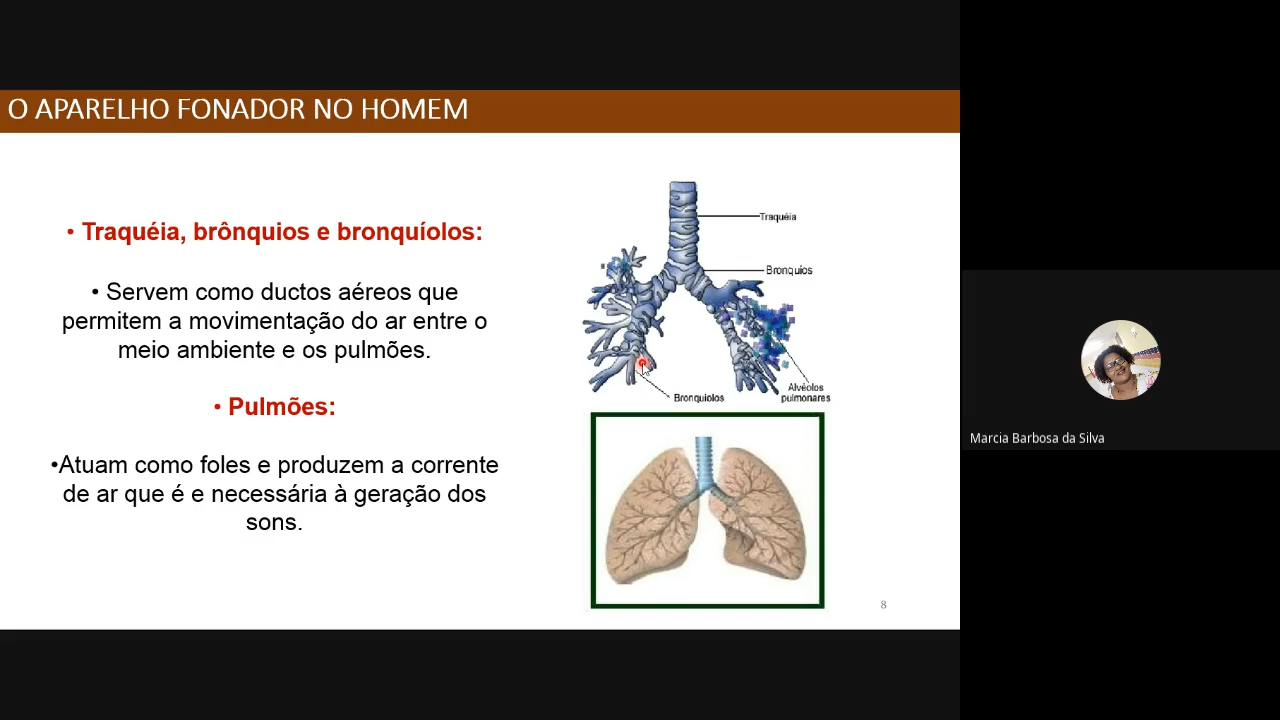 O APARELHO FONADOR NO HOMEM
• Traquéia, brônquios e bronquíolos:
• Servem como ductos aéreos que
permitem a movimentação do ar entre o
meio ambiente e os pulmões.
• Pulmões:
•Atuam como foles e produzem a corrente
de ar que é e necessária à geração dos
sons.
Traquéia
Bronquios
Bronquiolos
Alvéolos
pulmonares
8
Marcia Barbosa da Silva